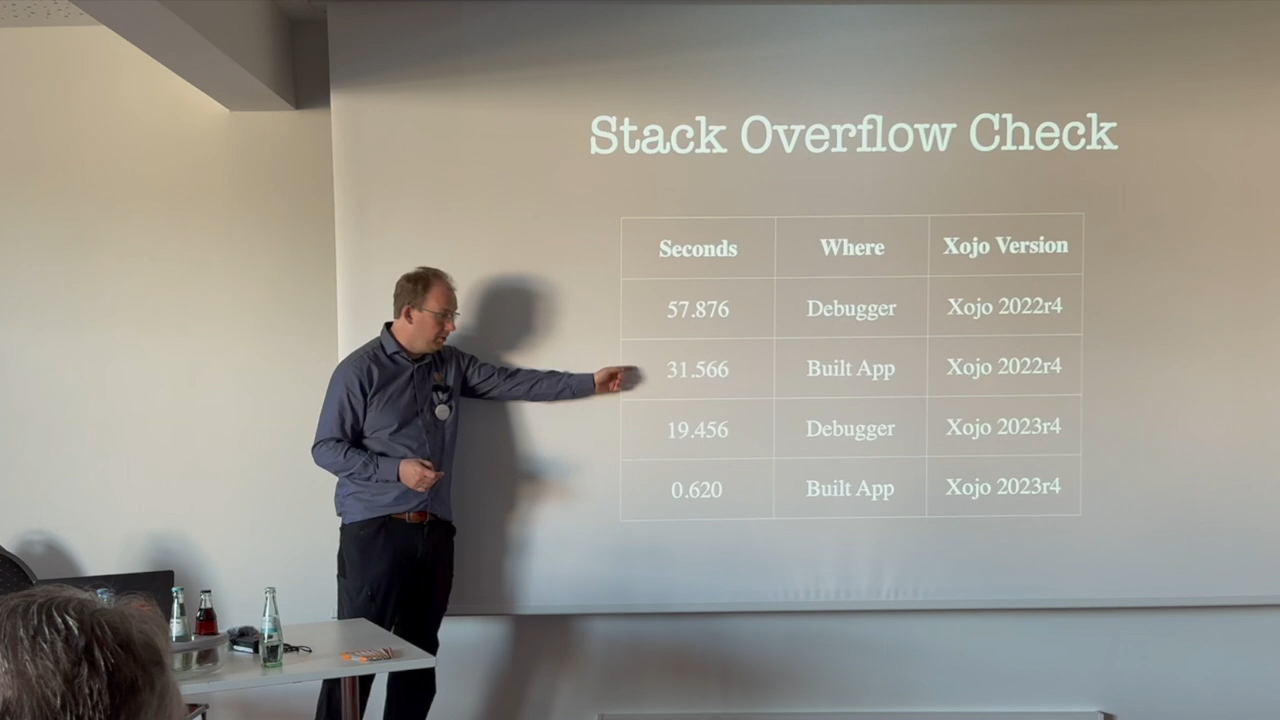 Stack Overflow Check
Seconds Where Xojo Version
57.876 Debugger Xojo 2022r4
31.566 Built App Xojo 2022r4
19.456 Debugger Xojo 2023r4
0.620 Built App Xojo 2023r4